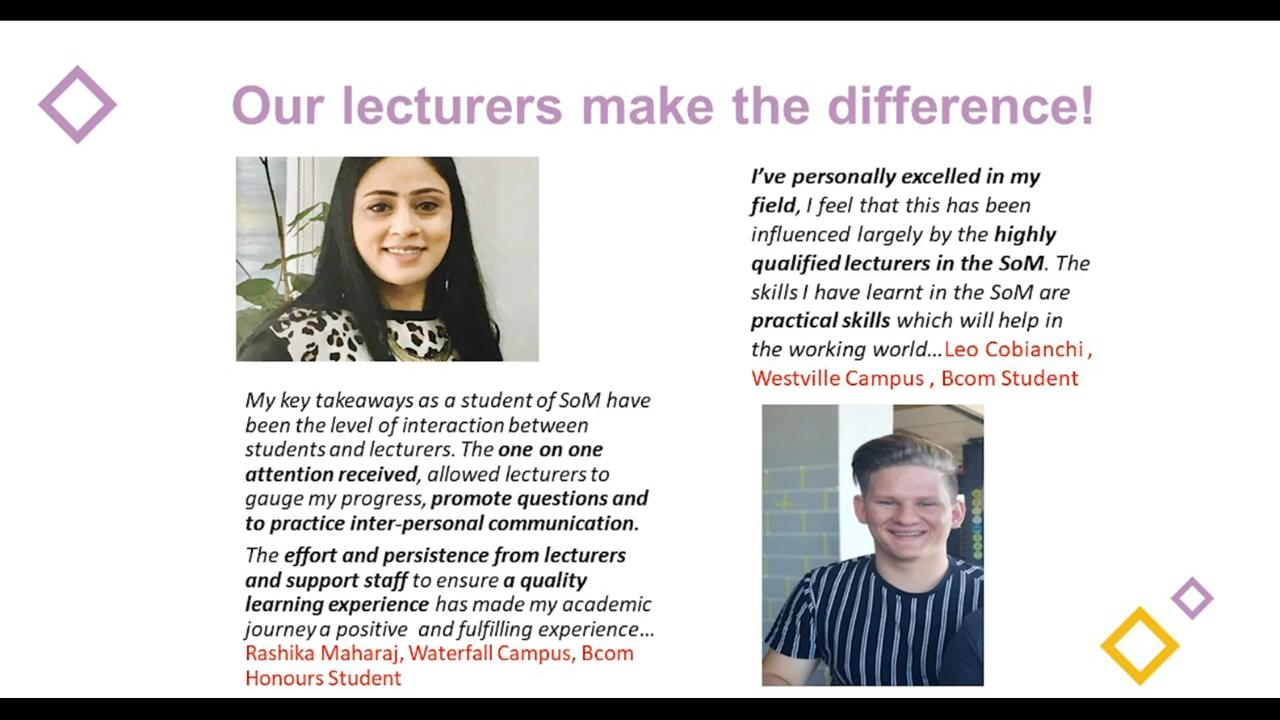 Our lecturers make the difference!
My key takeaways as a student of SoM have
been the level of interaction between
students and lecturers. The one on one
attention received, allowed lecturers to
gauge my progress, promote questions and
to practice inter-personal communication.
The effort and persistence from lecturers
and support staff to ensure a quality
learning experience has made my academic
journey a positive  and fulfilling experience…
Rashika Maharaj, Waterfall Campus, Bcom
Honours Student
I’ve personally excelled in my
field, I feel that this has been
influenced largely by the highly
qualified lecturers in the SoM. The
skills I have learnt in the SoM are
practical skills which will help in
the working world…Leo Cobianchi ,
Westville Campus , Bcom Student